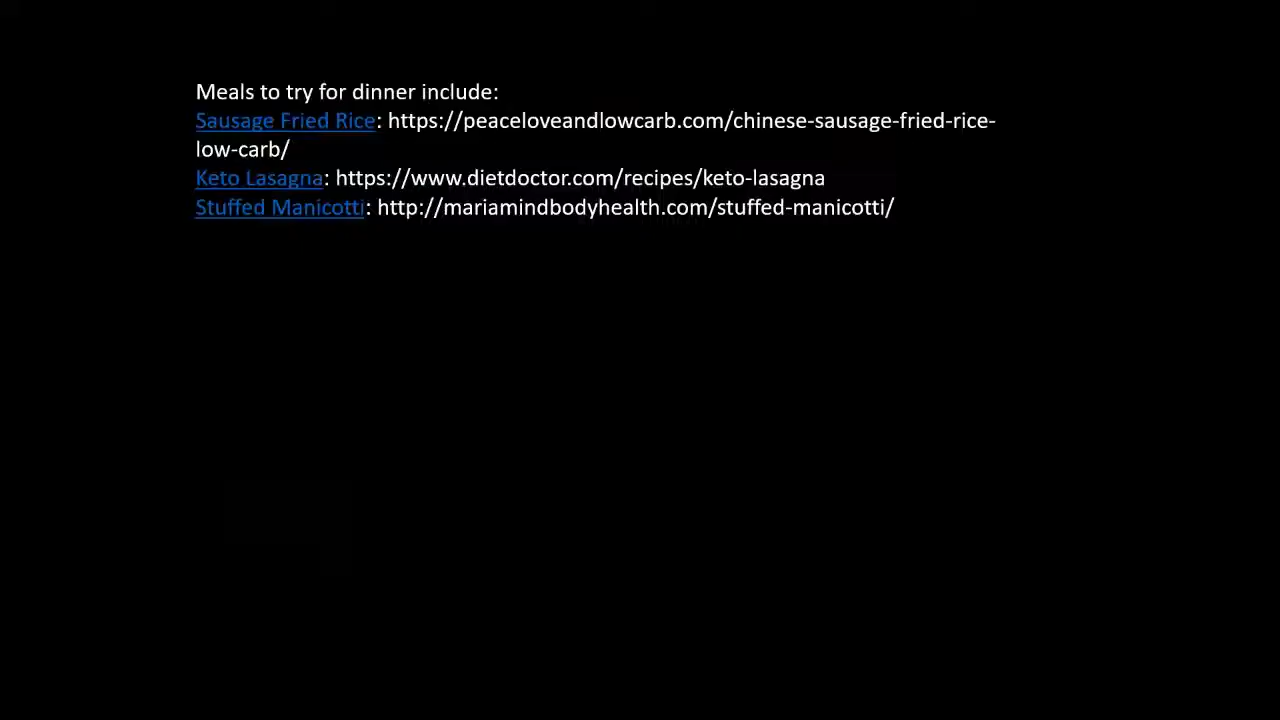 Meals to try for dinner include:
Sausage Fried Rice: https://peaceloveandlowcarb.com/chinese-sausage-fried-rice-
low-carb/
Keto Lasagna: https://www.dietdoctor.com/recipes/keto-lasagna
Stuffed Manicotti: http://mariamindbodyhealth.com/stuffed-manicotti/